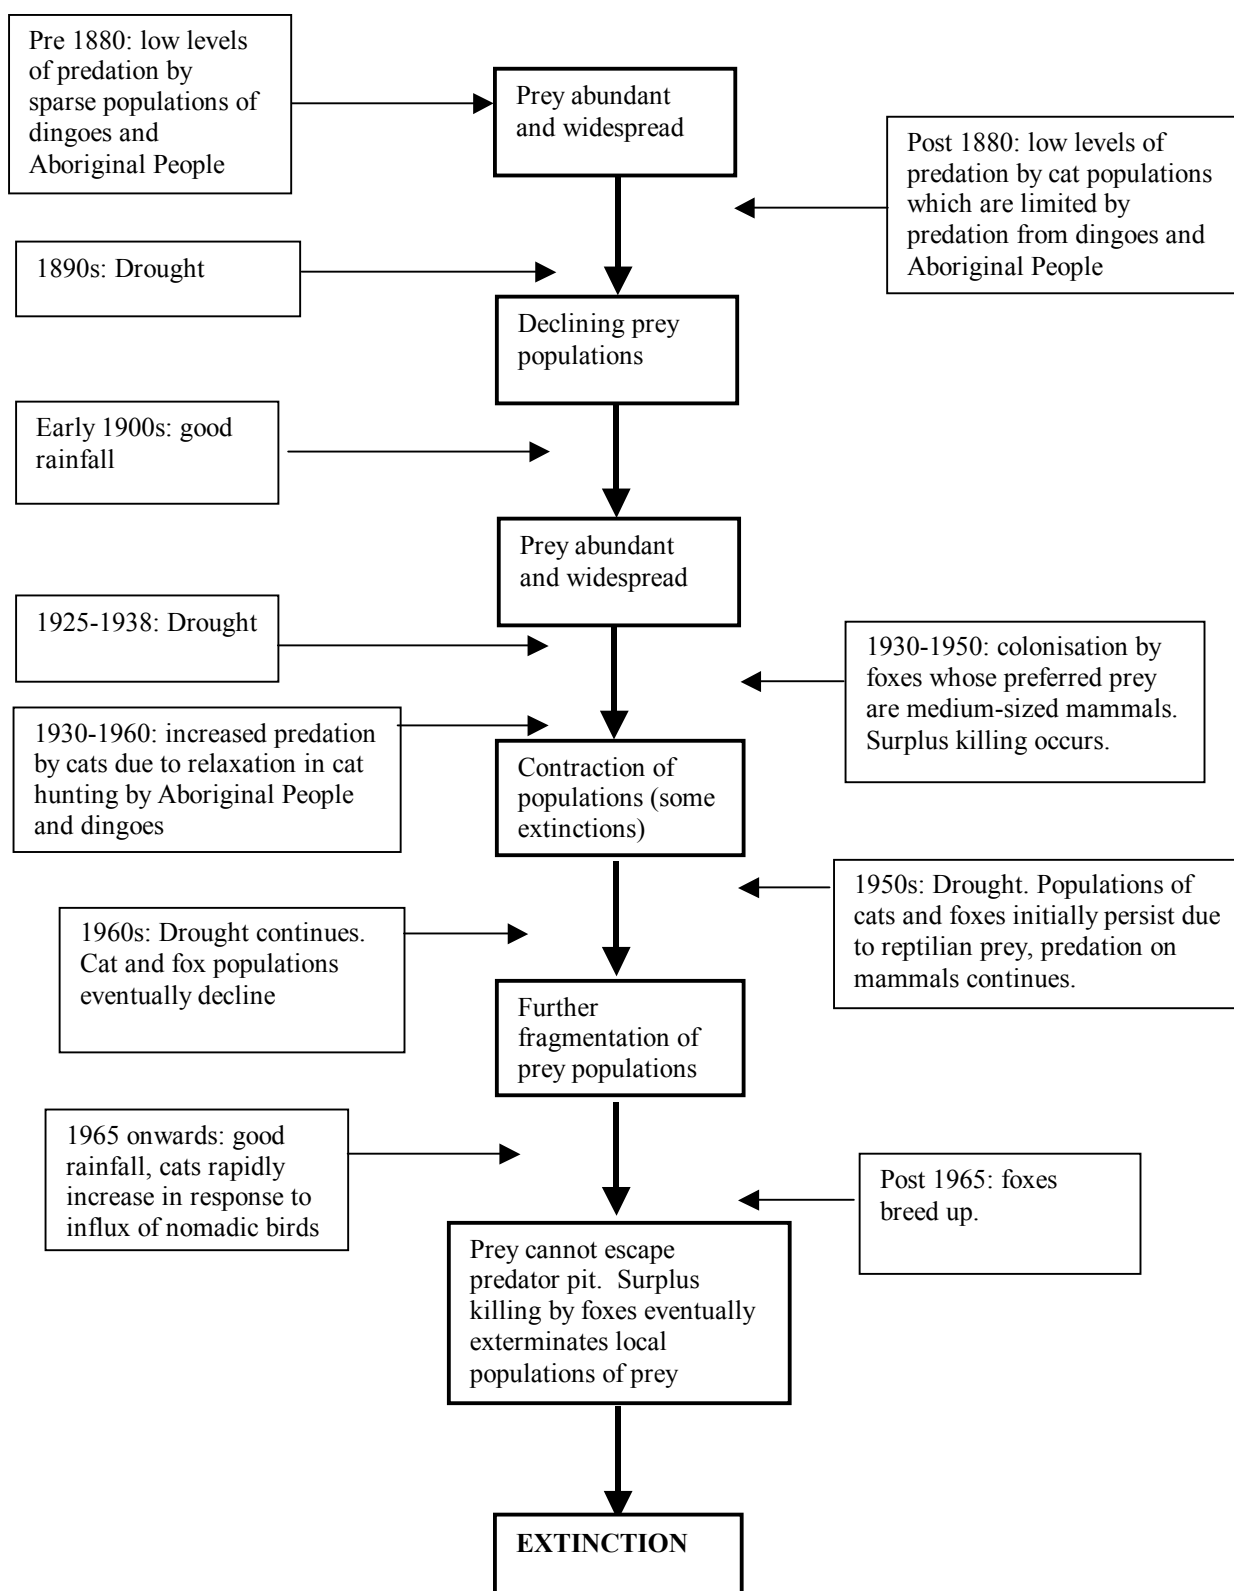 Pre 1880: low levels
of predation by
sparse populations of
dingoes and
Aboriginal People
Prey abundant
and widespread
Post 1880: low levels of
predation by cat populations
which are limited by
predation from dingoes and
Aboriginal People
1890s: Drought
Declining prey
populations
Early 1900s: good
rainfall
Prey abundant
and widespread
1925-1938: Drought
1930-1950: colonisation by
foxes whose preferred prey
are medium-sized mammals.
Surplus killing occurs.
1930-1960: increased predation
by cats due to relaxation in cat
hunting by Aboriginal People
and dingoes
Contraction of
populations (some
extinctions)
1950s: Drought. Populations of
cats and foxes initially persist due
to reptilian prey, predation on
mammals continues.
1960s: Drought continues.
Cat and fox populations
eventually decline
Further
fragmentation of
prey populations
1965 onwards: good
rainfall, cats rapidly
increase in response to
influx of nomadic birds
Post 1965: foxes
breed up.
Prey cannot escape
predator pit. Surplus
killing by foxes eventually
exterminates local
populations of prey
EXTINCTION